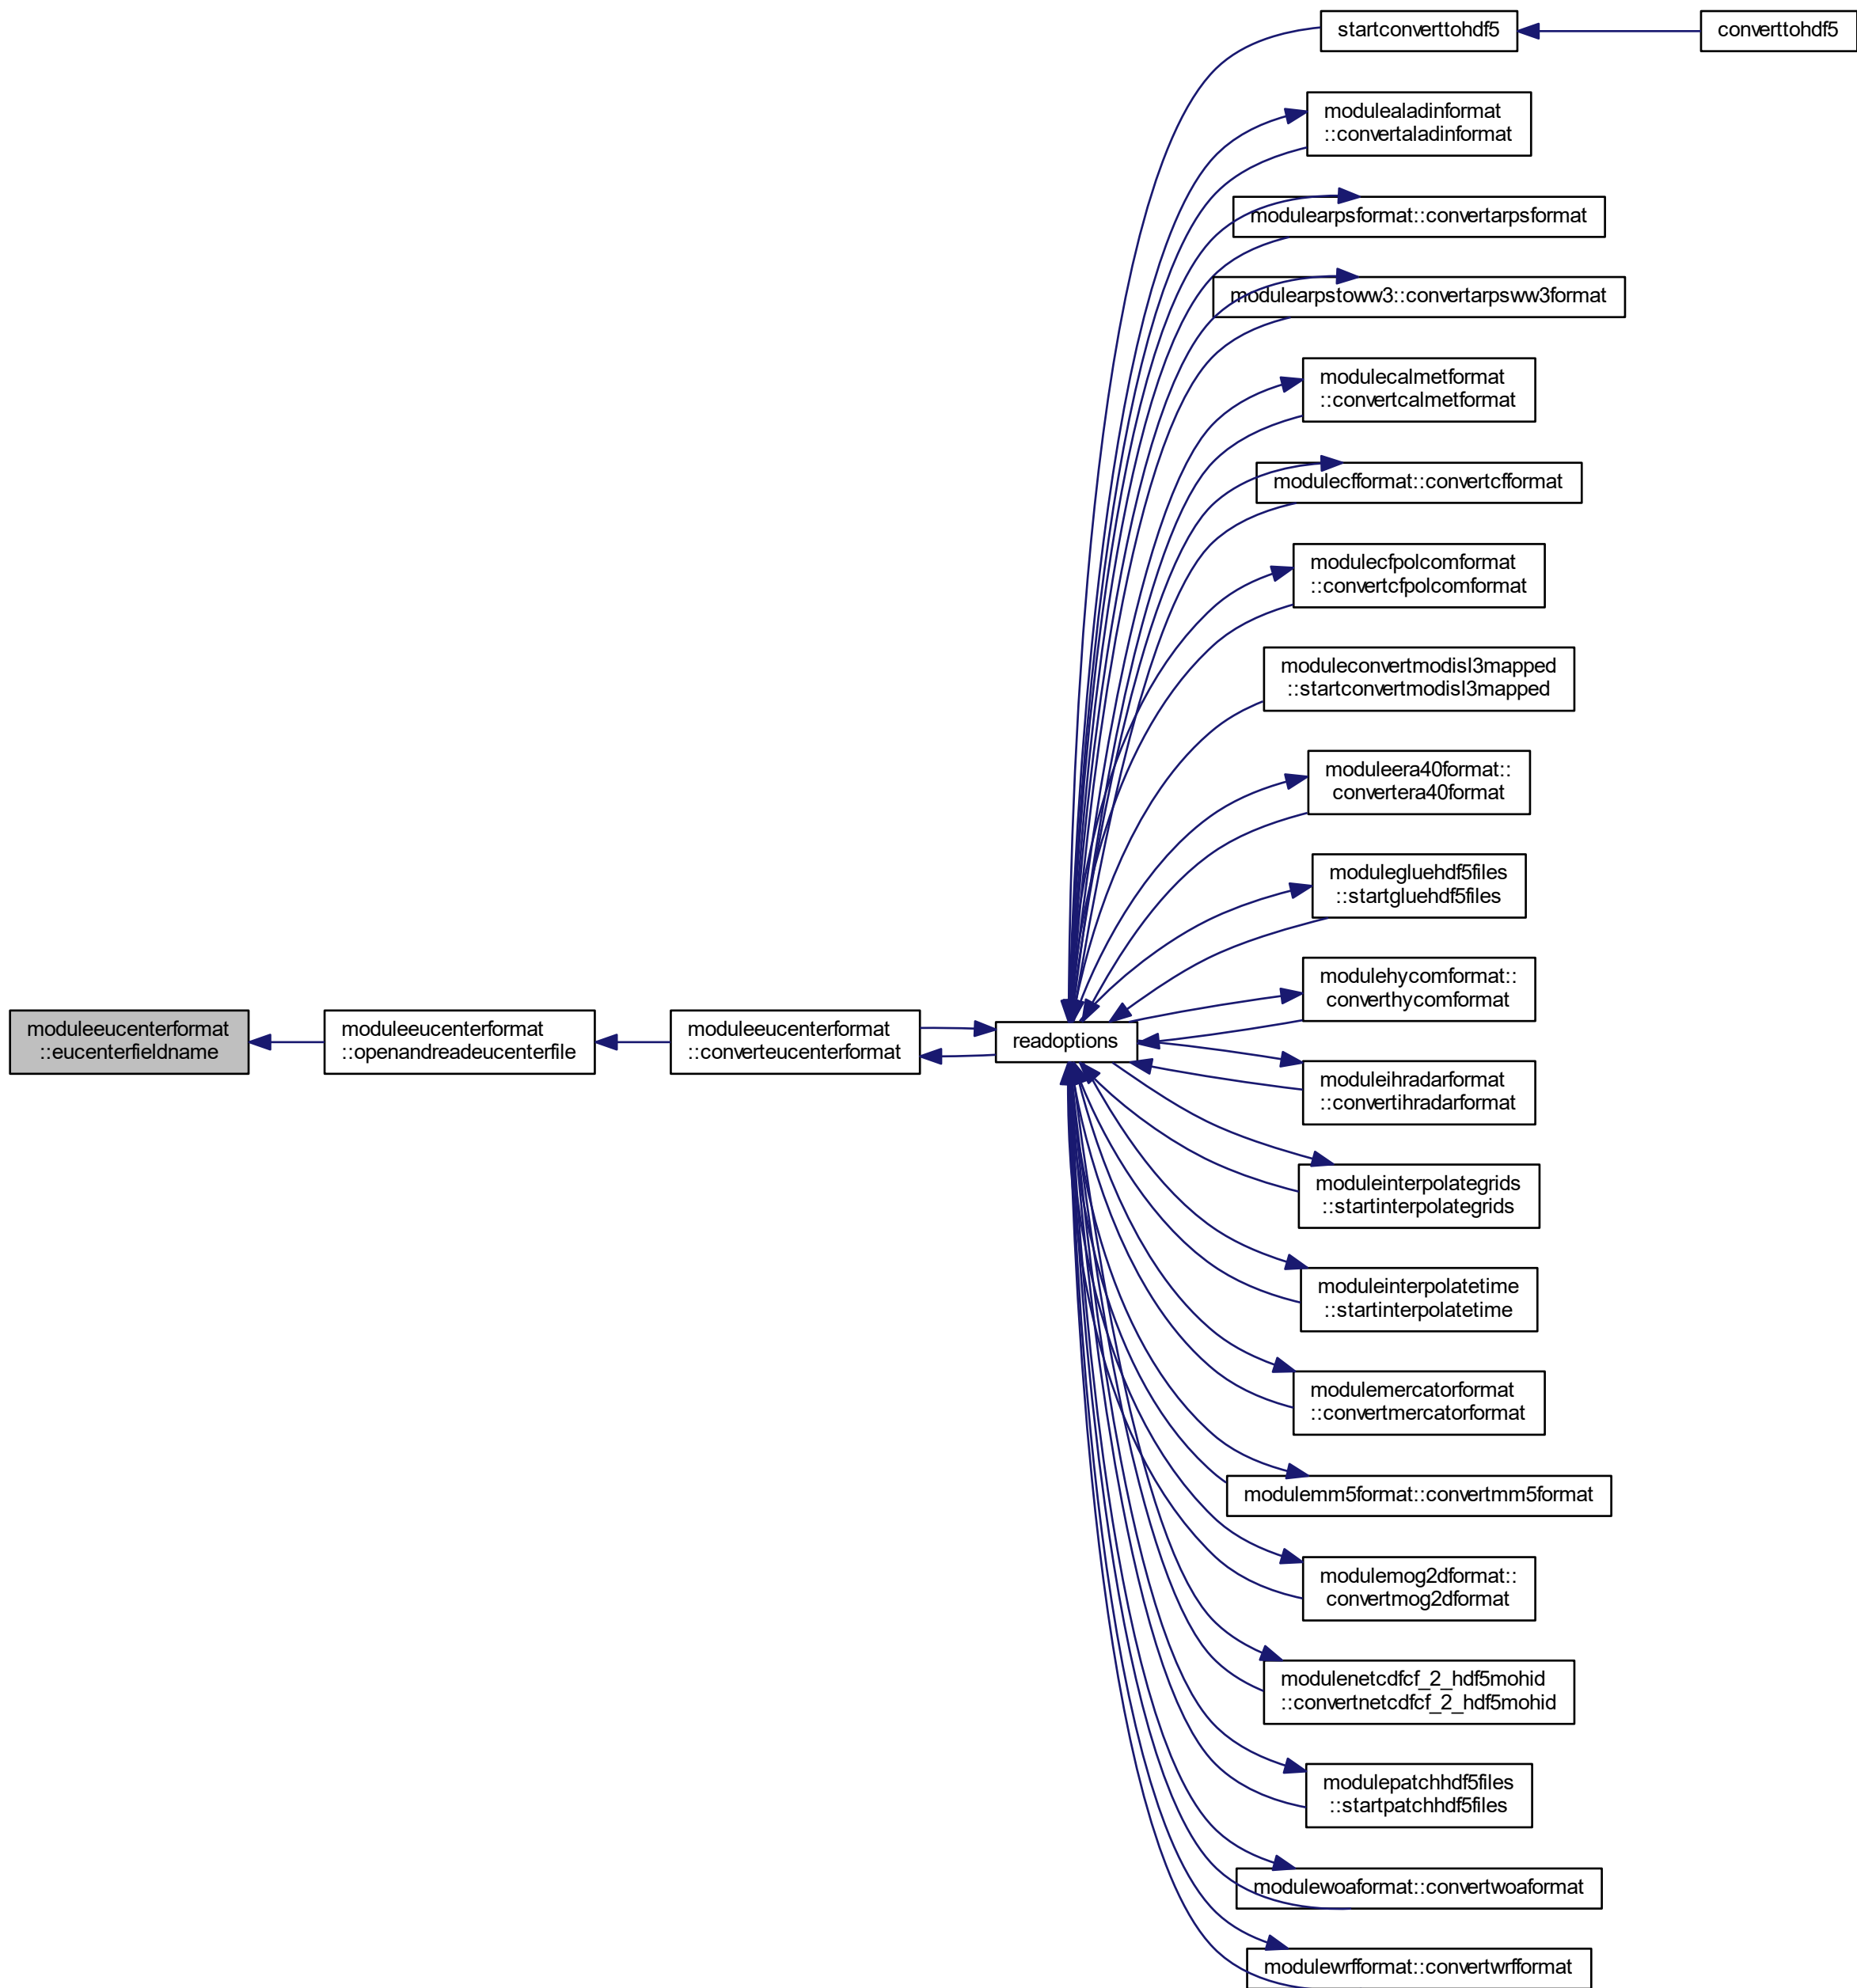 startconverttohdf5
converttohdf5
modulealadinformat
::convertaladinformat
modulearpsformat::convertarpsformat
modulearpstoww3::convertarpsww3format
modulecalmetformat
::convertcalmetformat
modulecfformat::convertcfformat
modulecfpolcomformat
::convertcfpolcomformat
moduleconvertmodisl3mapped
::startconvertmodisl3mapped
moduleera40format::
convertera40format
modulegluehdf5files
::startgluehdf5files
moduleeucenterformat
::eucenterfieldname
moduleeucenterformat
::openandreadeucenterfile
moduleeucenterformat
::converteucenterformat
readoptions
modulehycomformat::
converthycomformat
moduleihradarformat
::convertihradarformat
moduleinterpolategrids
::startinterpolategrids
moduleinterpolatetime
::startinterpolatetime
modulemercatorformat
::convertmercatorformat
modulemm5format::convertmm5format
modulemog2dformat::
convertmog2dformat
modulenetcdfcf_2_hdf5mohid
::convertnetcdfcf_2_hdf5mohid
modulepatchhdf5files
::startpatchhdf5files
modulewoaformat::convertwoaformat
modulewrfformat::convertwrfformat